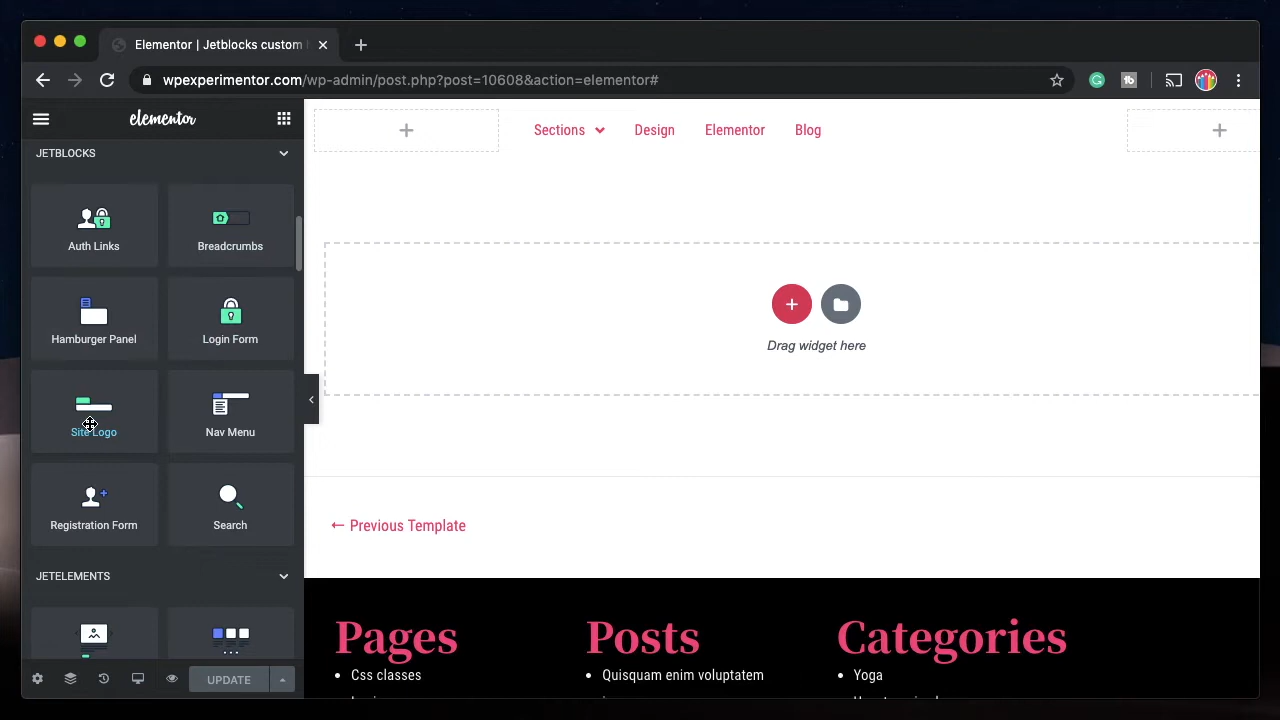 Elementor | Jetblocks custom
wpexperimentor.com/wp-admin/post.php?post=10608&action=elementor#
elementor
JETBLOCKS
Auth Links
Breadcrumbs
Hamburger Panel
Login Form
Site Logo
Nav Menu
Registration Form
Search
JETELEMENTS
UPDATE
Sections
Design
Elementor
Blog
Drag widget here
← Previous Template
Pages
Css classes
Posts
Quisquam enim voluptatem
Categories
Yoga